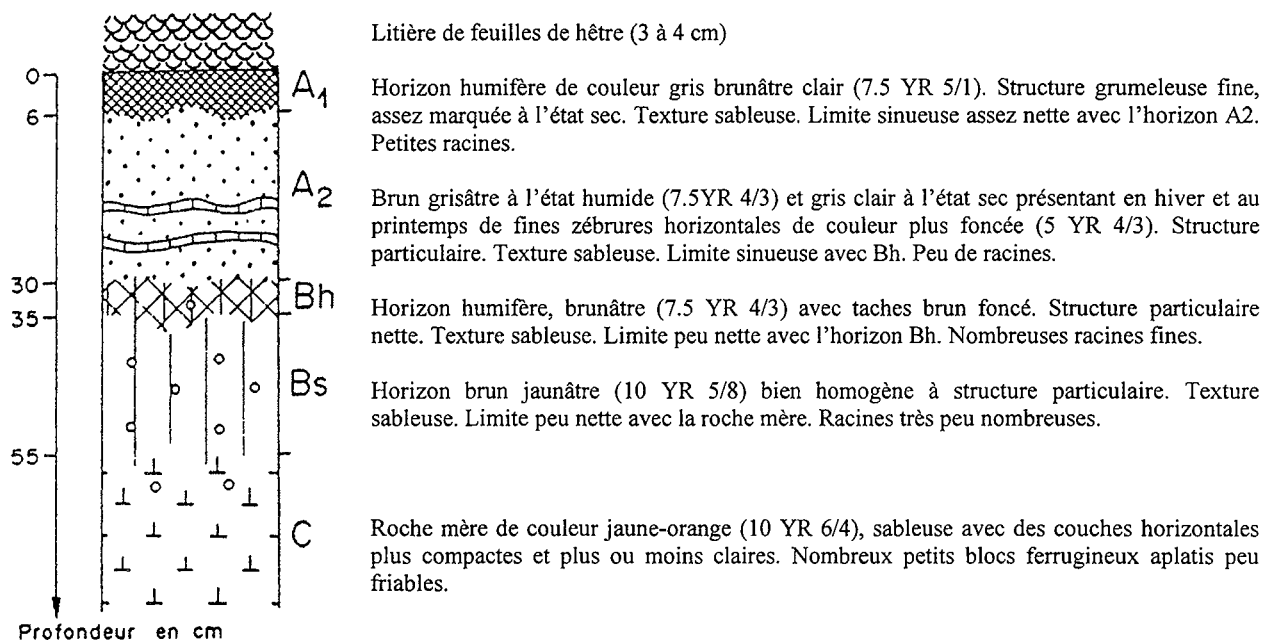 Litière de feuilles de hêtre (3 à 4 cm)
0
A1
Horizon humifère de couleur gris brunâtre clair (7.5 YR 5/1). Structure grumeleuse fine,
6
assez marquée à l'état sec. Texture sableuse. Limite sinueuse assez nette avec l'horizon A2.
Petites racines.
A2
Brun grisâtre à l'état humide (7.5YR 4/3) et gris clair à l'état sec présentant en hiver et au
printemps de fines zébrures horizontales de couleur plus foncée (5 YR 4/3). Structure
particulaire. Texture sableuse. Limite sinueuse avec Bh. Peu de racines.
30
Bh
Horizon humifère, brunâtre (7.5 YR 4/3) avec taches brun foncé. Structure particulaire
35
nette. Texture sableuse. Limite peu nette avec l'horizon Bh. Nombreuses racines fines.
Bs
Horizon brun jaunâtre (10 YR 5/8) bien homogène à structure particulaire. Texture
sableuse. Limite peu nette avec la roche mère. Racines très peu nombreuses.
55
C
Roche mère de couleur jaune-orange (10 YR 6/4), sableuse avec des couches horizontales
plus compactes et plus ou moins claires. Nombreux petits blocs ferrugineux aplatis peu
friables.
Profondeur en cm